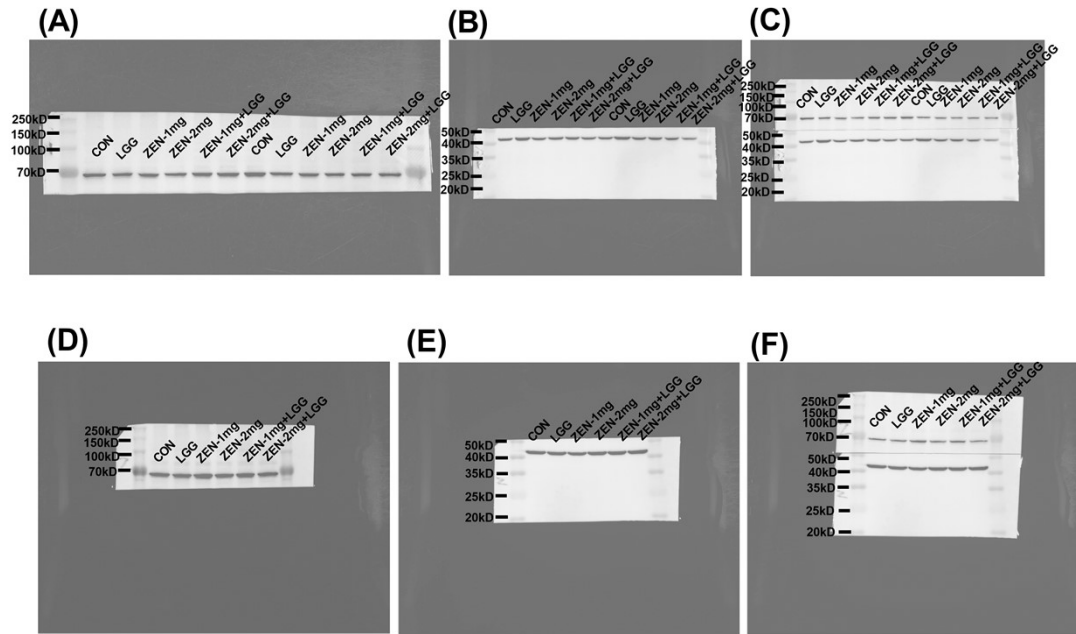 (A)
250kD
150kD
100kD
70kD
CON
LGG
ZEN-1mg
ZEN-2mg
ZEN-1mg+LGG
ZEN-2mg+LGG
CON
LGG
ZEN-1mg
ZEN-2mg
ZEN-1mg+LGG
ZEN-2mg+LGG
(B)
50kD
40kD
35kD
25kD
20kD
CON
LGG
ZEN-1mg
ZEN-2mg
ZEN-1mg+LGG
ZEN-2mg+LGG
CON
LGG
ZEN-1mg
ZEN-2mg
ZEN-1mg+LGG
ZEN-2mg+LGG
(C)
250kD
150kD
100kD
70kD
50kD
40kD
35kD
25kD
20kD
CON
LGG
ZEN-1mg
ZEN-2mg
ZEN-1mg+LGG
ZEN-2mg+LGG
CON
LGG
ZEN-1mg
ZEN-2mg
ZEN-1mg+LGG
ZEN-2mg+LGG
(D)
250kD
150kD
100kD
70kD
CON
LGG
ZEN-1mg
ZEN-2mg
ZEN-1mg+LGG
ZEN-2mg+LGG
(E)
50kD
40kD
35kD
25kD
20kD
CON
LGG
ZEN-1mg
ZEN-2mg
ZEN-1mg+LGG
ZEN-2mg+LGG
(F)
250kD
150kD
100kD
70kD
50kD
40kD
35kD
25kD
20kD
CON
LGG
ZEN-1mg
ZEN-2mg
ZEN-1mg+LGG
ZEN-2mg+LGG